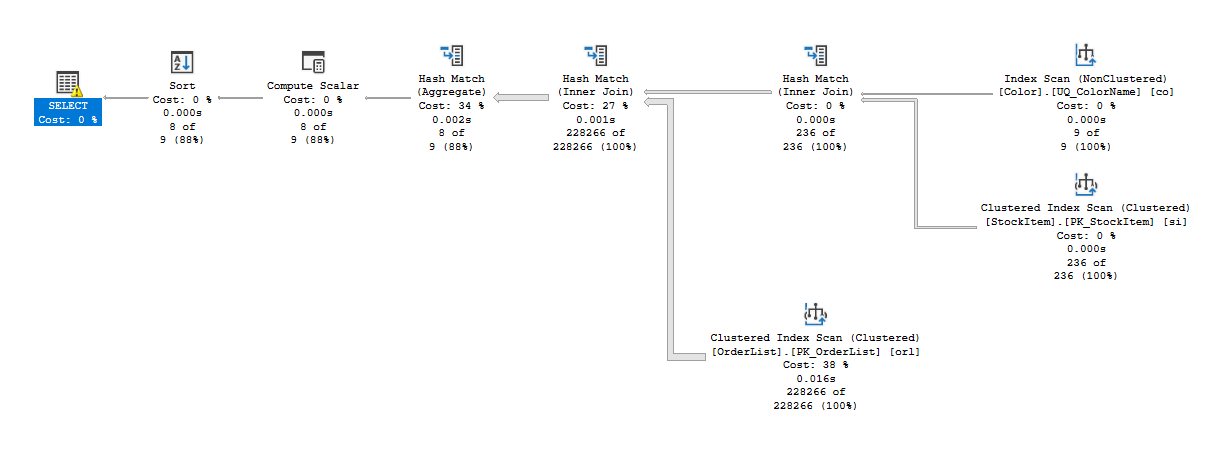 SELECT
Cost: 0 %
Sort
Cost: 0 %
0.000s
8 of
9 (88%)
Compute Scalar
Cost: 0 %
0.000s
8 of
9 (88%)
Hash Match
(Aggregate)
Cost: 34 %
0.002s
8 of
9 (88%)
Hash Match
(Inner Join)
Cost: 27 %
0.001s
228266 of
228266 (100%)
Hash Match
(Inner Join)
Cost: 0 %
0.000s
236 of
236 (100%)
Index Scan (NonClustered)
[Color].[UQ_ColorName] [co]
Cost: 0 %
0.000s
9 of
9 (100%)
Clustered Index Scan (Clustered)
[StockItem].[PK_StockItem] [si]
Cost: 0 %
0.000s
236 of
236 (100%)
Clustered Index Scan (Clustered)
[OrderList].[PK_OrderList] [orl]
Cost: 38 %
0.016s
228266 of
228266 (100%)